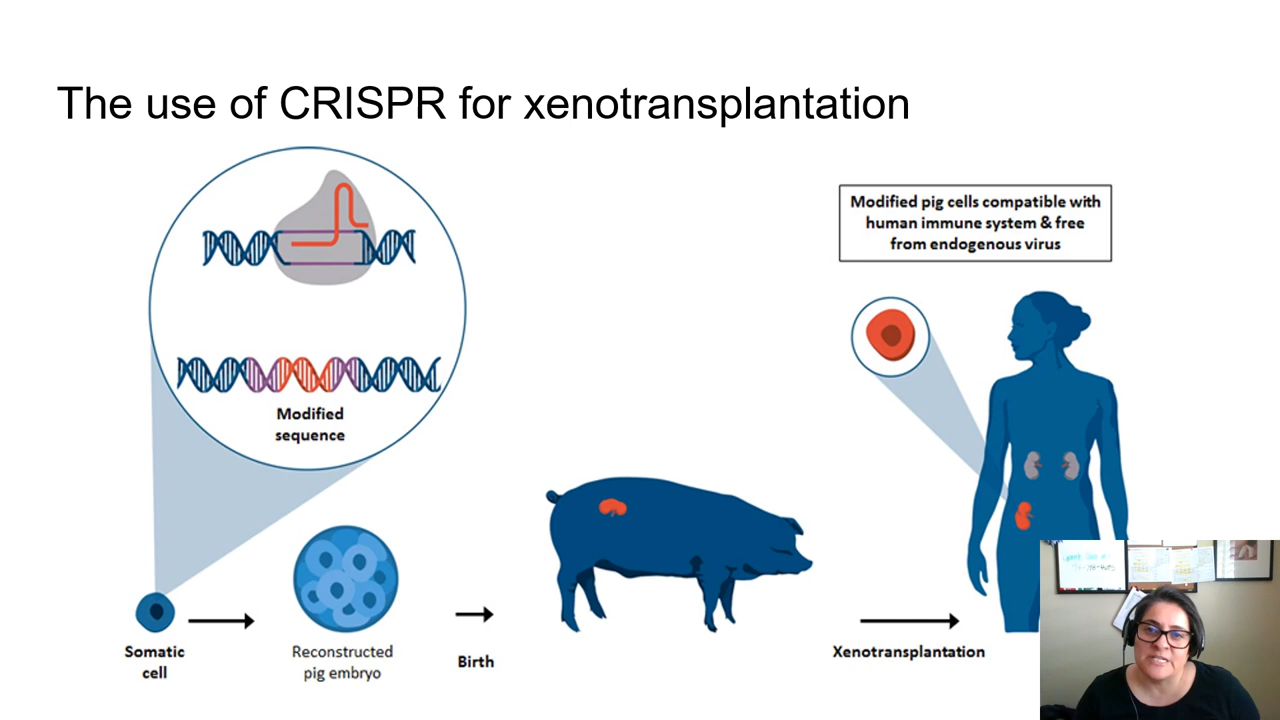 The use of CRISPR for xenotransplantation
Modified pig cells compatible with
human immune system & free
from endogenous virus
Modified
sequence
Somatic
cell
Reconstructed
pig embryo
Birth
Xenotransplantation